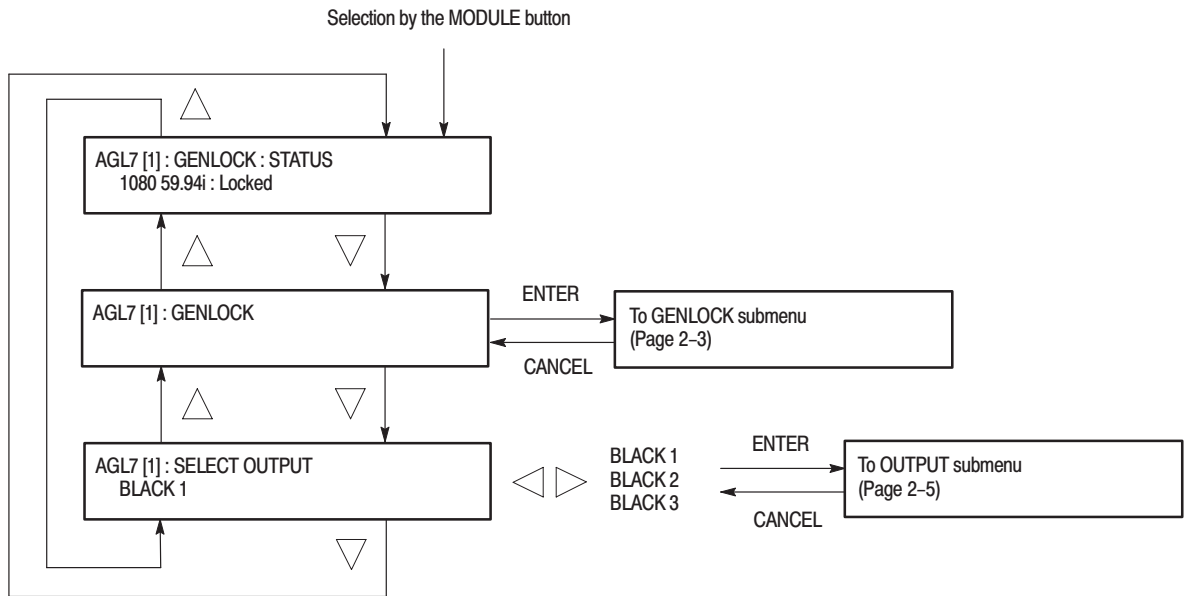 Selection by the MODULE button
AGL7 [1] : GENLOCK : STATUS
1080 59.94i : Locked
AGL7 [1] : GENLOCK
ENTER
CANCEL
To GENLOCK submenu
(Page 2–3)
AGL7 [1] : SELECT OUTPUT
BLACK 1
BLACK 1
BLACK 2
BLACK 3
ENTER
CANCEL
To OUTPUT submenu
(Page 2–5)